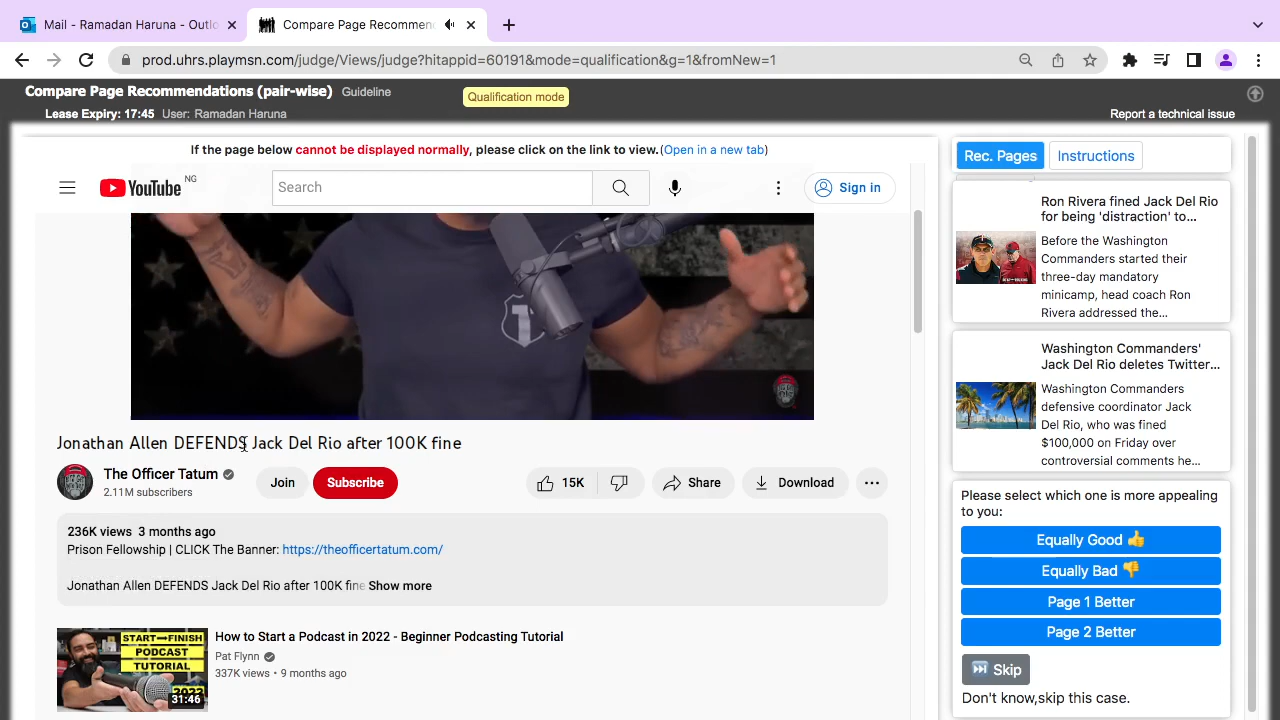 Mail - Ramadan Haruna - Outlo
Compare Page Recommen
prod.uhrs.playmsn.com/judge/Views/judge?hitappid=60191&mode=qualification&g=1&fromNew=1
Compare Page Recommendations (pair-wise) Guideline
Qualification mode
Lease Expiry: 17:45 User: Ramadan Haruna
Report a technical issue
If the page below cannot be displayed normally, please click on the link to view.(Open in a new tab)
YouTube NG
Search
Sign in
Jonathan Allen DEFENDS Jack Del Rio after 100K fine
The Officer Tatum
2.11M subscribers
Join
Subscribe
15K
Share
Download
236K views 3 months ago
Prison Fellowship | CLICK The Banner: https://theofficertatum.com/
Jonathan Allen DEFENDS Jack Del Rio after 100K fine Show more
START→FINISH
PODCAST
TUTORIAL
31:46
How to Start a Podcast in 2022 - Beginner Podcasting Tutorial
Pat Flynn
337K views • 9 months ago
Rec. Pages
Instructions
Ron Rivera fined Jack Del Rio
for being 'distraction' to...
Before the Washington
Commanders started their
three-day mandatory
minicamp, head coach Ron
Rivera addressed the...
Washington Commanders'
Jack Del Rio deletes Twitter...
Washington Commanders
defensive coordinator Jack
Del Rio, who was fined
$100,000 on Friday over
controversial comments he...
Please select which one is more appealing
to you:
Equally Good 👍
Equally Bad 👎
Page 1 Better
Page 2 Better
⏭ Skip
Don't know,skip this case.